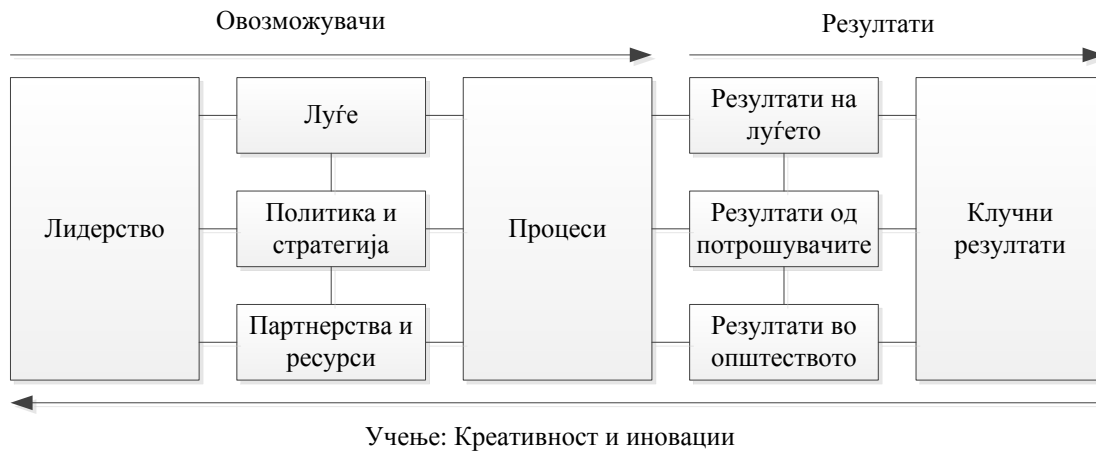 Овозможувачи
Резултати
Лидерство
Луѓе
Политика и
стратегија
Партнерства и
ресурси
Процеси
Резултати на
луѓето
Резултати од
потрошувачите
Резултати во
општеството
Клучни
резултати
Учење: Креативност и иновации